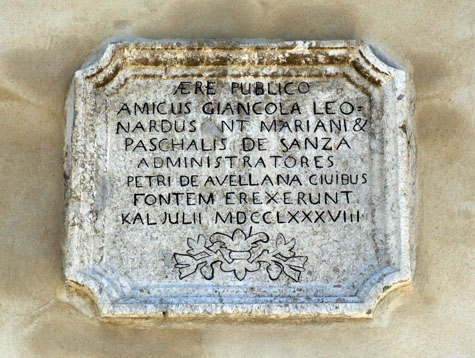 ÆRE PUBLICO
AMICUS GIANCOLA LEO=
NARDUS NT MARIANI &
PASCHALIS DE SANZA
ADMINISTRATORES
PETRI DE AVELLANA CIUIBUS
FONTEM EREXERUNT
KAL JULII MDCCLXXXVIII